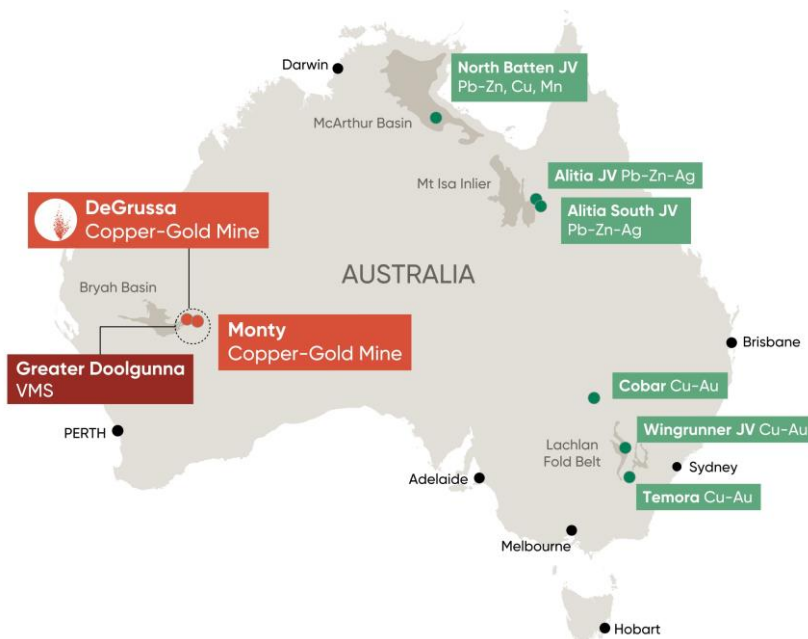 Darwin
North Batten JV
Pb-Zn, Cu, Mn
McArthur Basin
Mt Isa Inlier
Alitia JV Pb-Zn-Ag
Alitia South JV
Pb-Zn-Ag
DeGrussa
Copper-Gold Mine
AUSTRALIA
Bryah Basin
Monty
Copper-Gold Mine
Greater Doolgunna
VMS
Brisbane
Cobar Cu-Au
PERTH
Wingrunner JV Cu-Au
Lachlan
Fold Belt
Sydney
Adelaide
Temora Cu-Au
Melbourne
Hobart